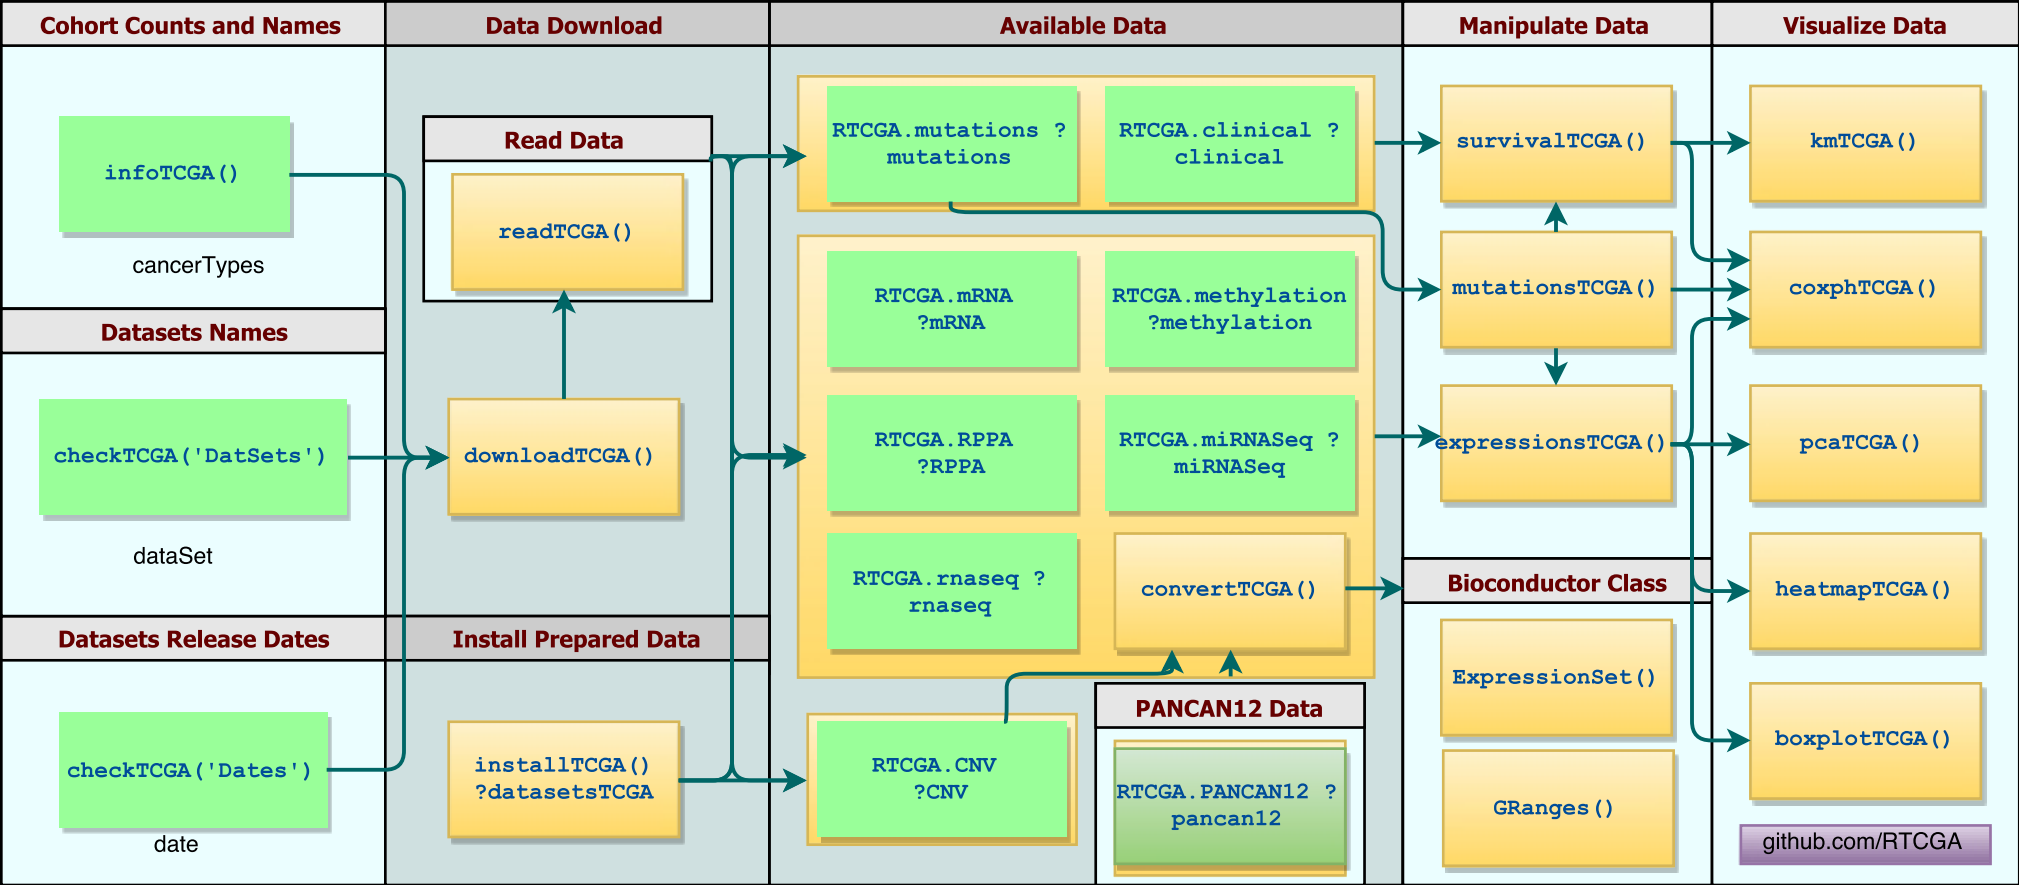 Cohort Counts and Names
infoTCGA()
cancerTypes
Datasets Names
checkTCGA('DatSets')
dataSet
Datasets Release Dates
checkTCGA('Dates')
date
Data Download
Read Data
readTCGA()
downloadTCGA()
Install Prepared Data
installTCGA()
?datasetsTCGA
Available Data
RTCGA.mutations ?
mutations
RTCGA.clinical ?
clinical
RTCGA.mRNA
?mRNA
RTCGA.methylation
?methylation
RTCGA.RPPA
?RPPA
RTCGA.miRNASeq ?
miRNASeq
RTCGA.rnaseq ?
rnaseq
convertTCGA()
RTCGA.CNV
?CNV
PANCAN12 Data
RTCGA.PANCAN12 ?
pancan12
Manipulate Data
survivalTCGA()
mutationsTCGA()
expressionsTCGA()
Bioconductor Class
ExpressionSet()
GRanges()
Visualize Data
kmTCGA()
coxphTCGA()
pcaTCGA()
heatmapTCGA()
boxplotTCGA()
github.com/RTCGA